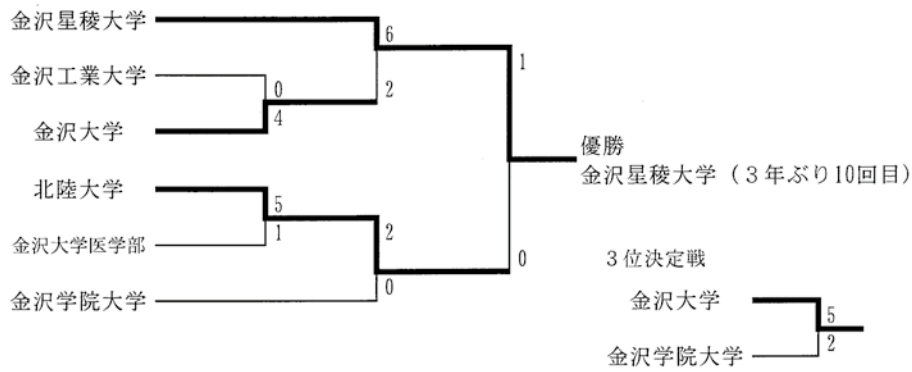 金沢星稜大学
6
1
金沢工業大学
0
2
4
金沢大学
優勝
金沢星稜大学（３年ぶり10回目）
北陸大学
5
1
2
金沢大学医学部
0
0
３位決定戦
金沢学院大学
金沢大学
5
2
金沢学院大学